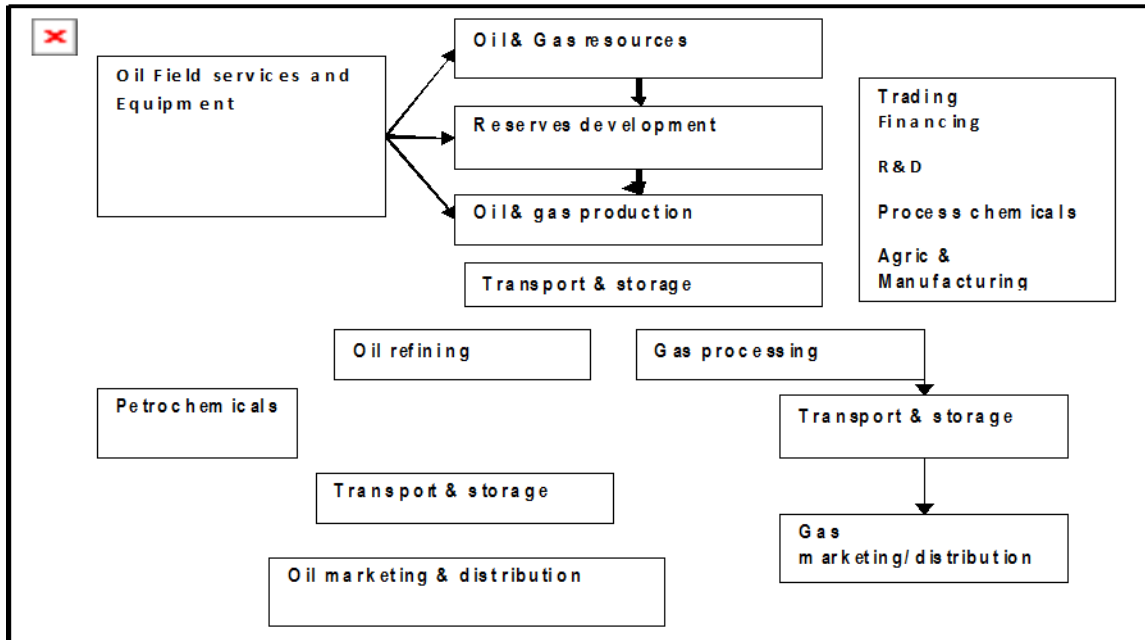 Oil& Gas resources
Oil Field services and
Equipment
Reserves development
Oil& gas production
Trading
Financing
R&D
Process chemicals
Agric &
Manufacturing
Transport & storage
Oil refining
Gas processing
Petrochemicals
Transport & storage
Transport & storage
Gas
marketing/distribution
Oil marketing & distribution